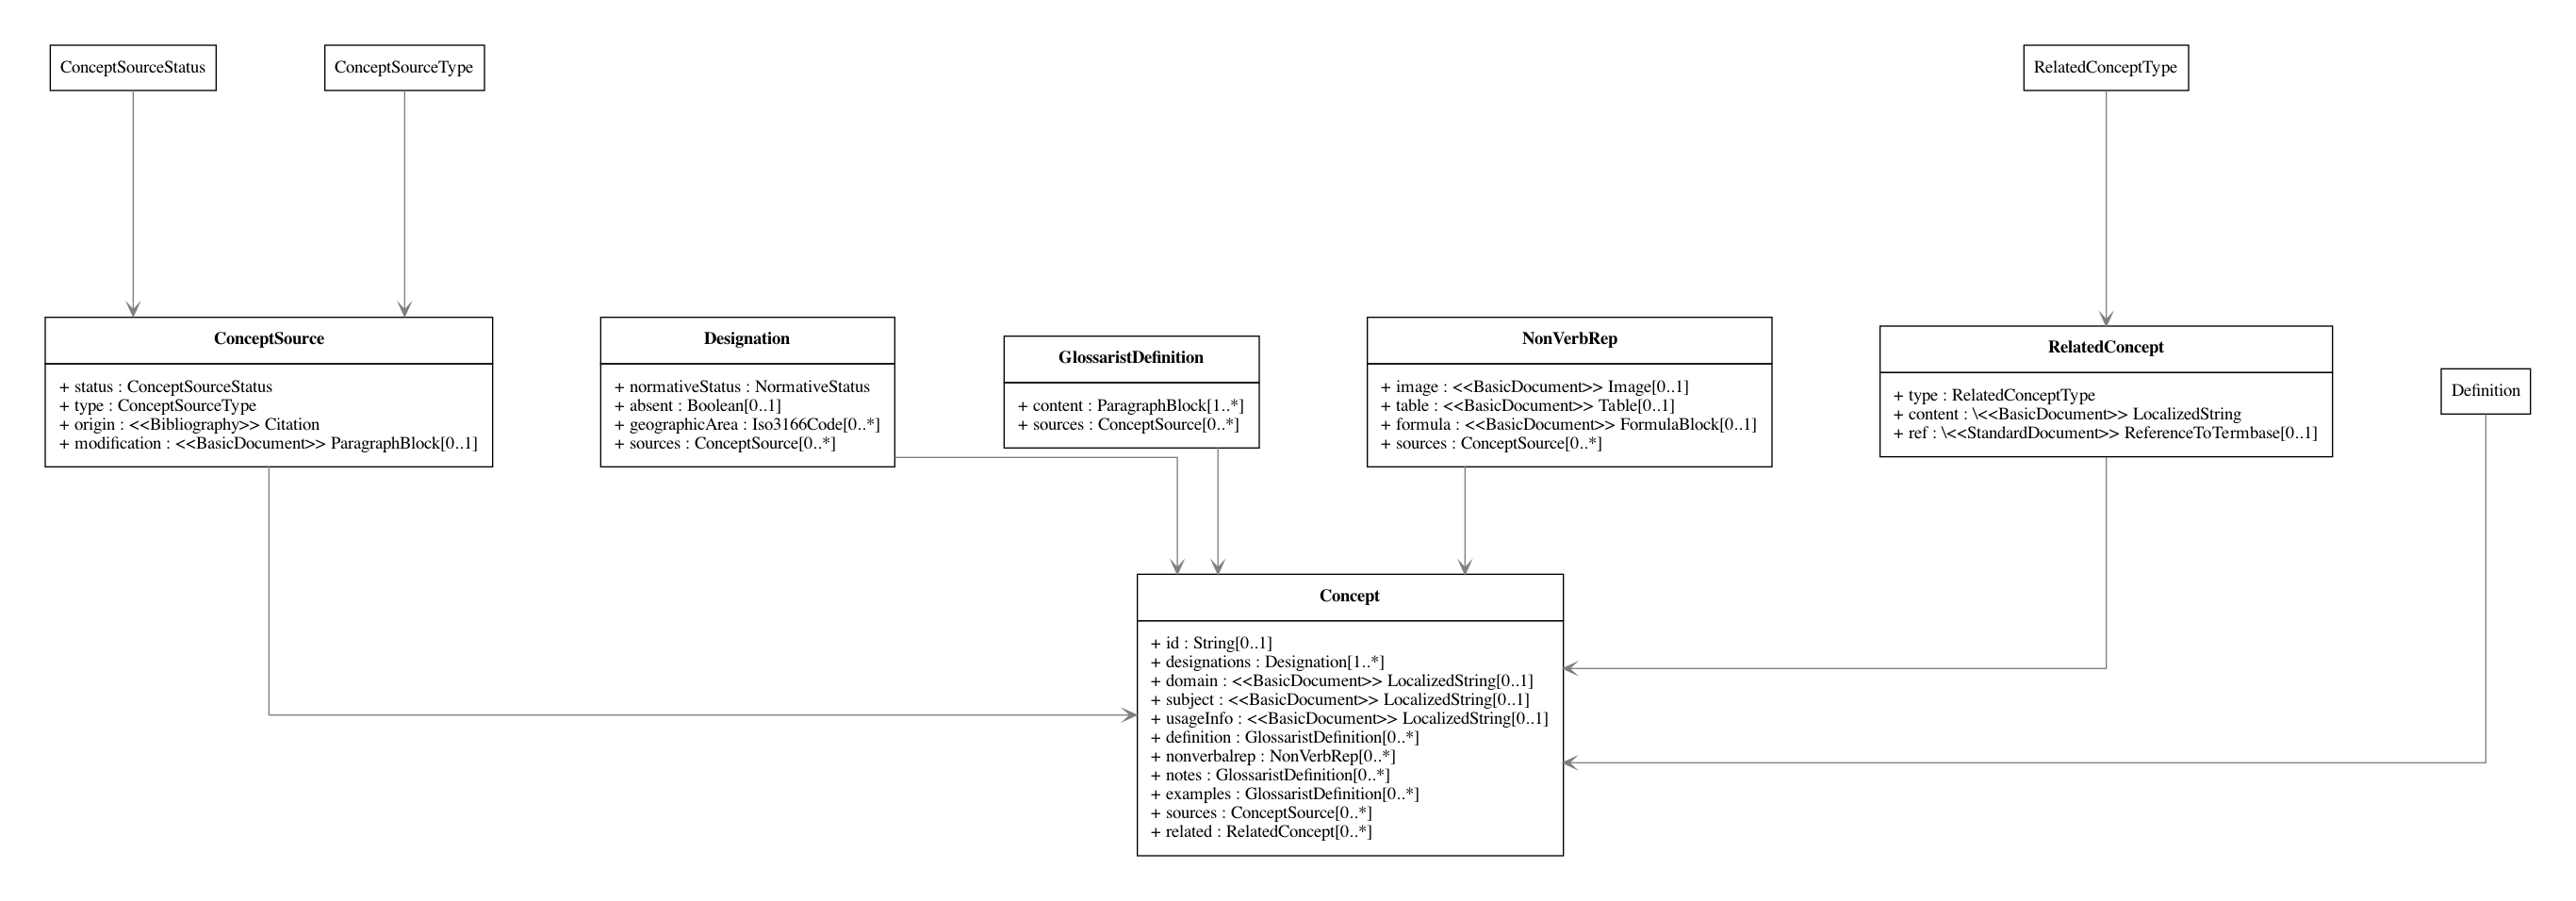 ConceptSourceStatus
ConceptSourceType
RelatedConceptType
ConceptSource
+ status : ConceptSourceStatus
+ type : ConceptSourceType
+ origin : <<Bibliography>> Citation
+ modification : <<BasicDocument>> ParagraphBlock[0..1]
Designation
+ normativeStatus : NormativeStatus
+ absent : Boolean[0..1]
+ geographicArea : Iso3166Code[0..*]
+ sources : ConceptSource[0..*]
GlossaristDefinition
+ content : ParagraphBlock[1..*]
+ sources : ConceptSource[0..*]
NonVerbRep
+ image : <<BasicDocument>> Image[0..1]
+ table : <<BasicDocument>> Table[0..1]
+ formula : <<BasicDocument>> FormulaBlock[0..1]
+ sources : ConceptSource[0..*]
RelatedConcept
+ type : RelatedConceptType
+ content : \<<BasicDocument>> LocalizedString
+ ref : \<<StandardDocument>> ReferenceToTermbase[0..1]
Definition
Concept
+ id : String[0..1]
+ designations : Designation[1..*]
+ domain : <<BasicDocument>> LocalizedString[0..1]
+ subject : <<BasicDocument>> LocalizedString[0..1]
+ usageInfo : <<BasicDocument>> LocalizedString[0..1]
+ definition : GlossaristDefinition[0..*]
+ nonverbalrep : NonVerbRep[0..*]
+ notes : GlossaristDefinition[0..*]
+ examples : GlossaristDefinition[0..*]
+ sources : ConceptSource[0..*]
+ related : RelatedConcept[0..*]